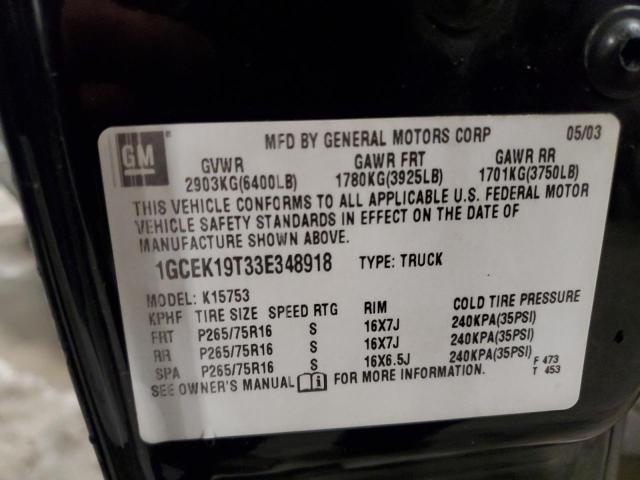 GM
MFD BY GENERAL MOTORS CORP 05/03
GVWR GAWR FRT GAWR RR
2903KG(6400LB) 1780KG(3925LB) 1701KG(3750LB)
THIS VEHICLE CONFORMS TO ALL APPLICABLE U.S. FEDERAL MOTOR
VEHICLE SAFETY STANDARDS IN EFFECT ON THE DATE OF
MANUFACTURE SHOWN ABOVE.
1GCEK19T33E348918 TYPE: TRUCK
MODEL: K15753
KPHF TIRE SIZE SPEED RTG RIM COLD TIRE PRESSURE
FRT P265/75R16 S 16X7J 240KPA(35PSI)
RR P265/75R16 S 16X7J 240KPA(35PSI)
SPA P265/75R16 S 16X6.5J 240KPA(35PSI)
SEE OWNER'S MANUAL i FOR MORE INFORMATION.
F 473
T 453